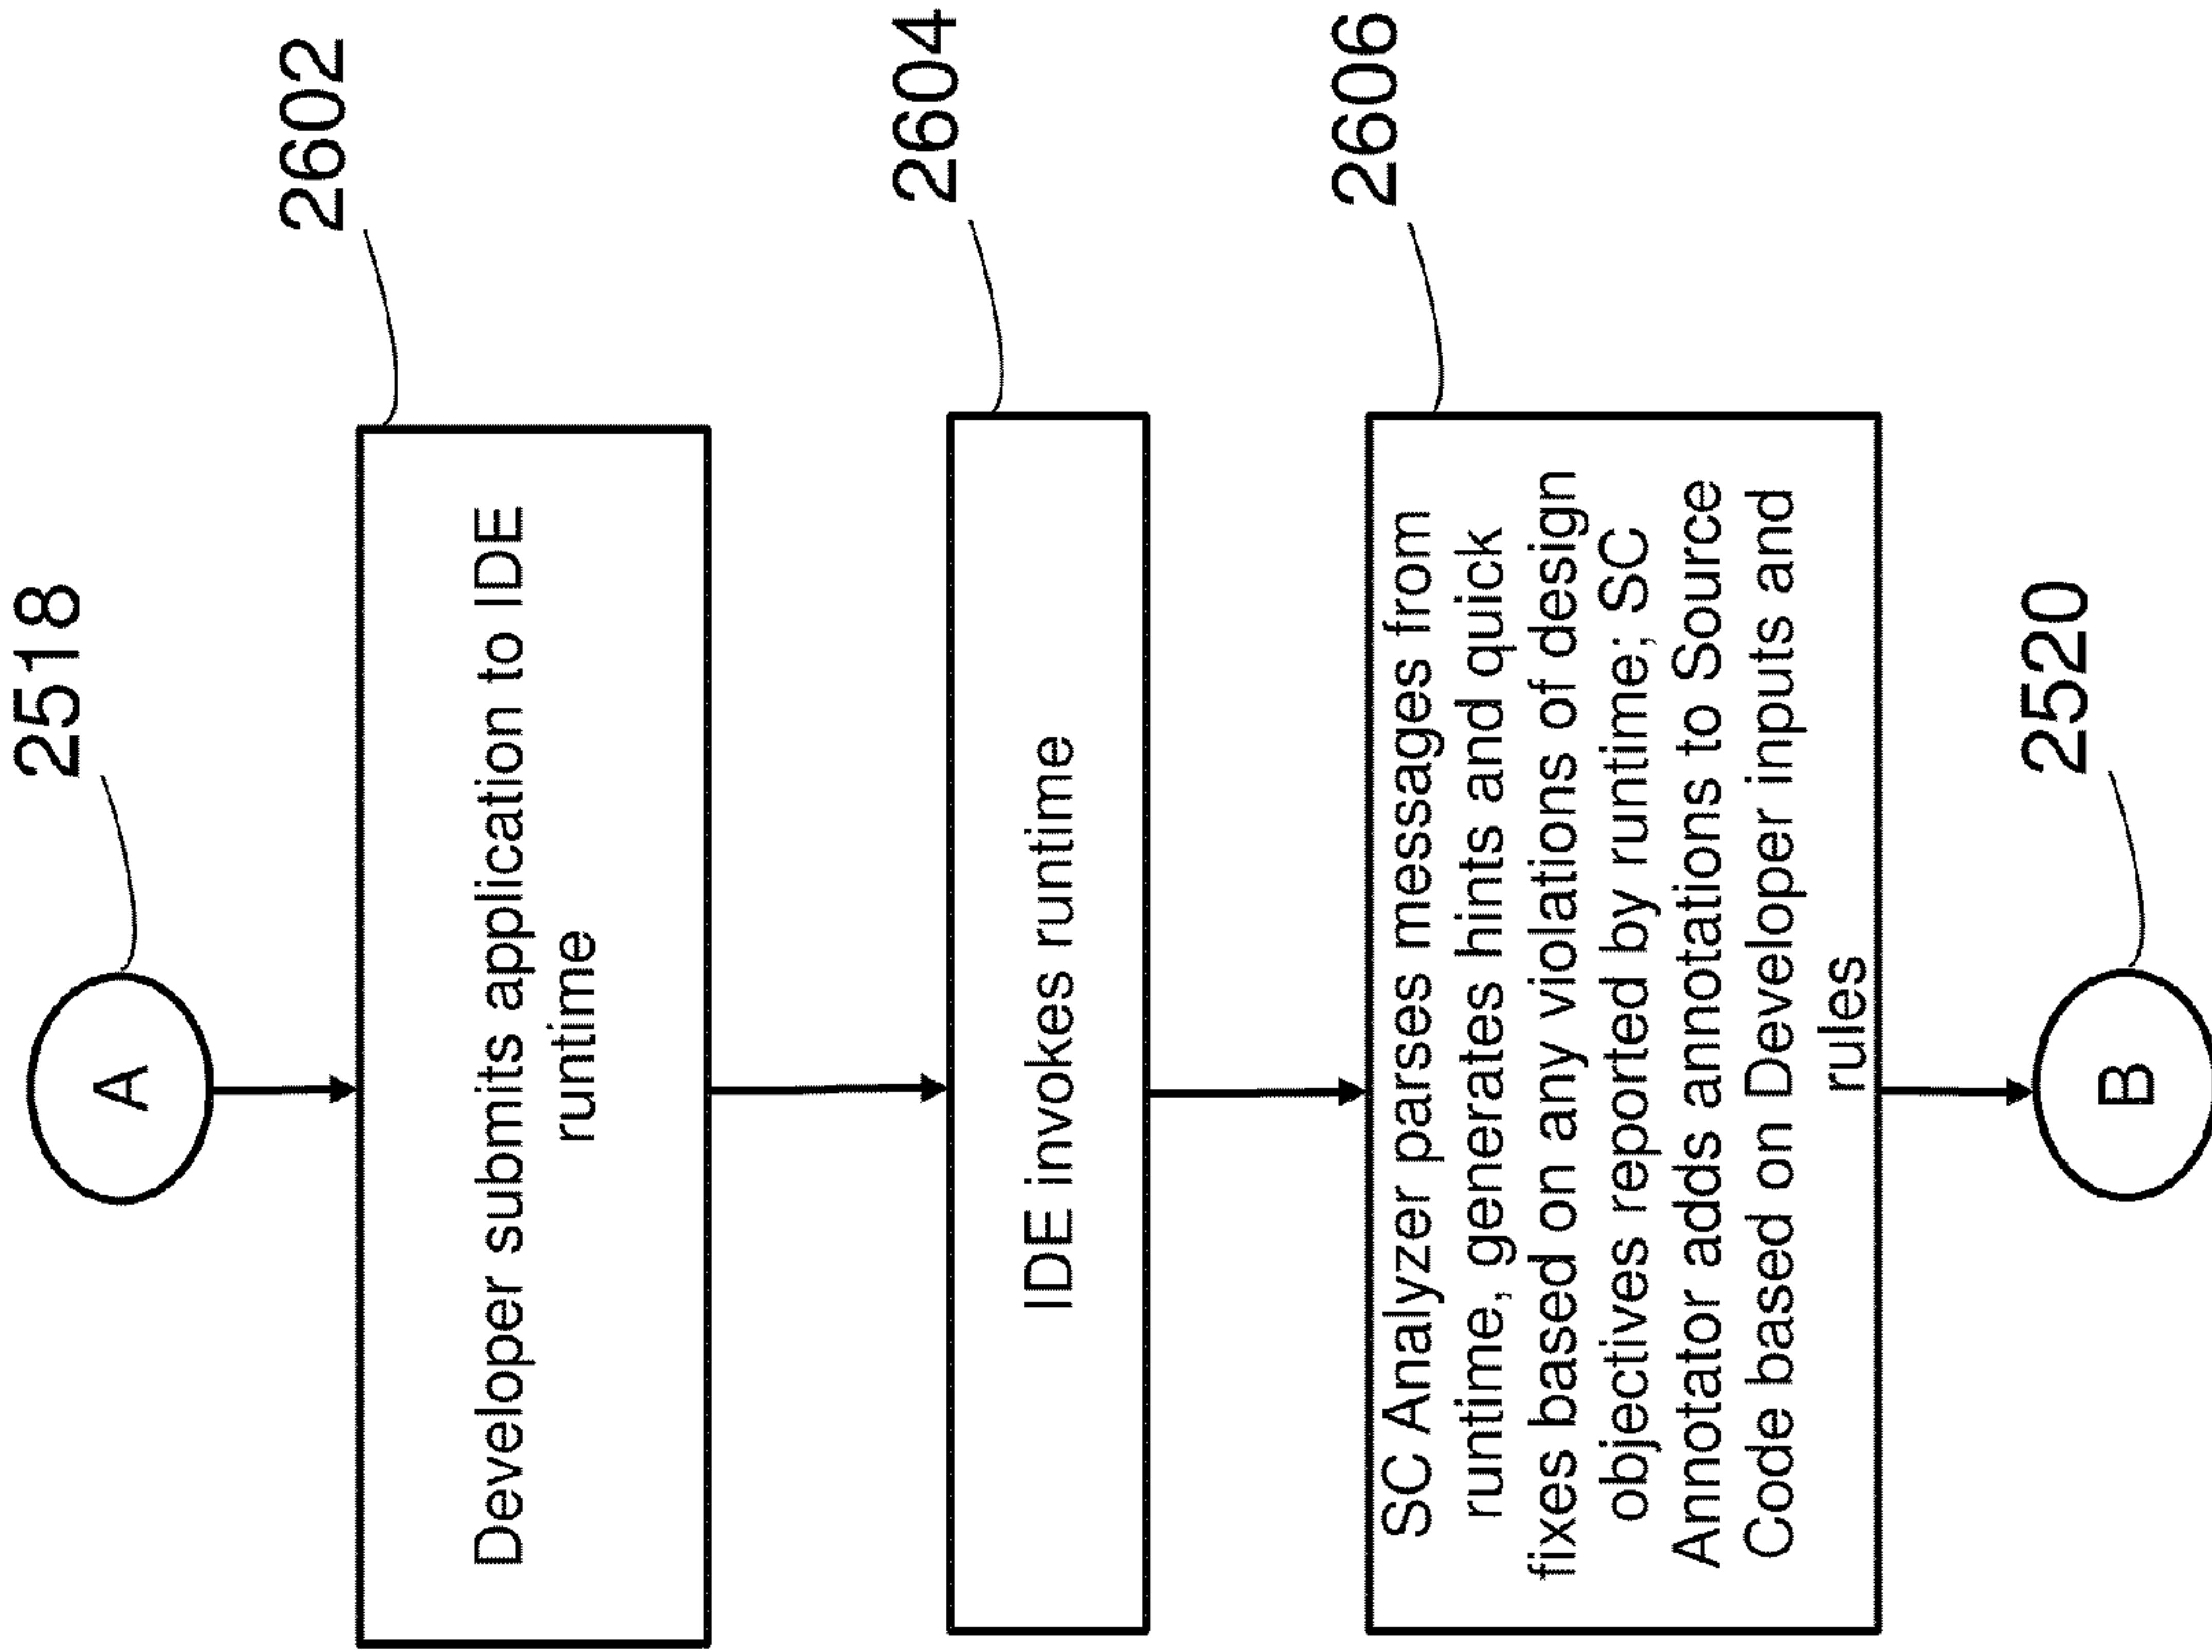 2518
A
2602
Developer submits application to IDE
runtime
2604
IDE invokes runtime
2606
SC Analyzer parses messages from
runtime, generates hints and quick
fixes based on any violations of design
objectives reported by runtime; SC
Annotator adds annotations to Source
Code based on Developer inputs and
rules
2520
B